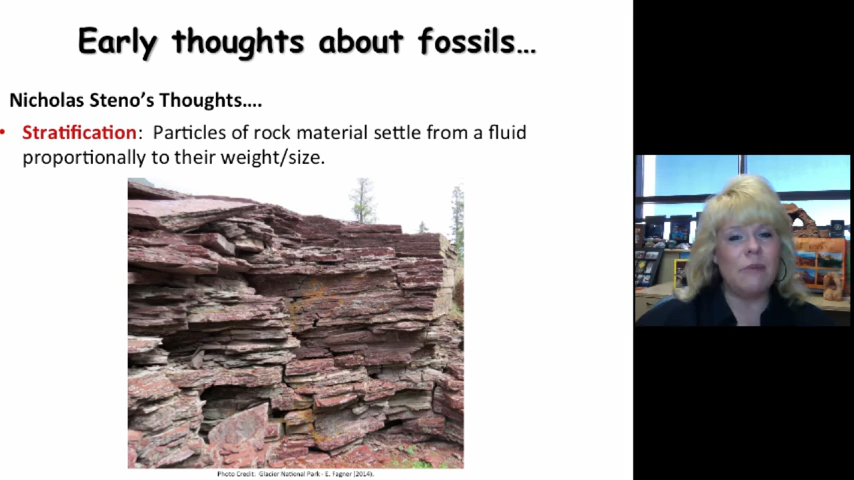 Early thoughts about fossils…
Nicholas Steno's Thoughts….
• Stratification: Particles of rock material settle from a fluid
proportionally to their weight/size.
Photo Credit: Glacier National Park - E. Fagner (2014).